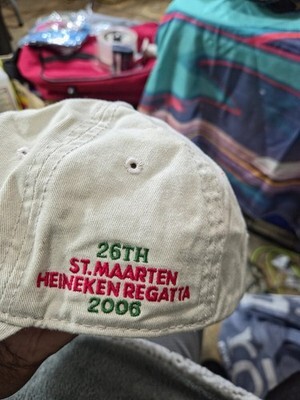 26TH
ST. MAARTEN
HEINEKEN REGATTA
2006